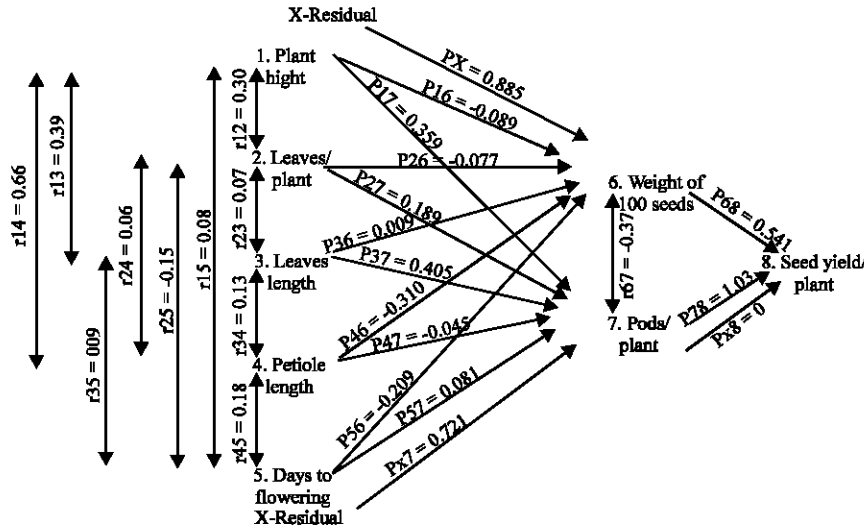 X-Residual
1. Plant
hight
PX = 0.885
P16 = -0.089
P17 = 0.359
r12 = 0.30
r13 = 0.39
r14 = 0.66
r15 = 0.08
2. Leaves/
plant
P26 = -0.077
P27 = 0.189
r23 = 0.07
r24 = 0.06
r25 = -0.15
P36 = 0.009
3. Leaves
length
P37 = 0.405
r34 = 0.13
r35 = 009
P46 = -0.310
P47 = -0.045
4. Petiole
length
r45 = 0.18
P56 = -0.209
P57 = 0.081
Px7 = 0.721
5. Days to
flowering
X-Residual
6. Weight of
100 seeds
r67 = -0.37
P68 = 0.541
8. Seed yield/
plant
P78 = 1.03
Px8 = 0
7. Poda/
plant